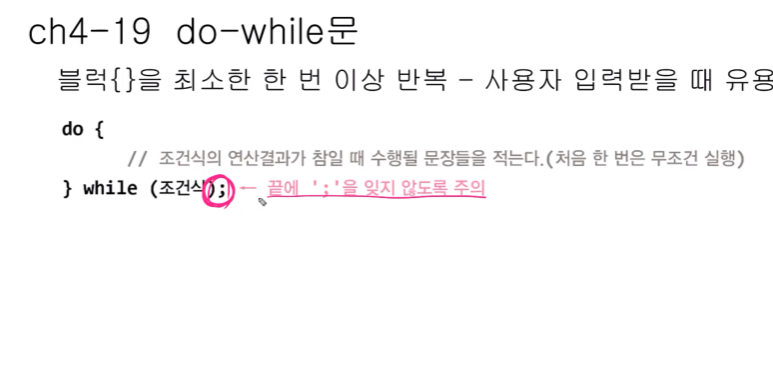 ch4-19 do-while문
블럭{}을 최소한 한 번 이상 반복 - 사용자 입력받을 때 유용
do {
// 조건식의 연산결과가 참일 때 수행될 문장들을 적는다.(처음 한 번은 무조건 실행)
} while (조건식); ← 끝에 ';'을 잊지 않도록 주의